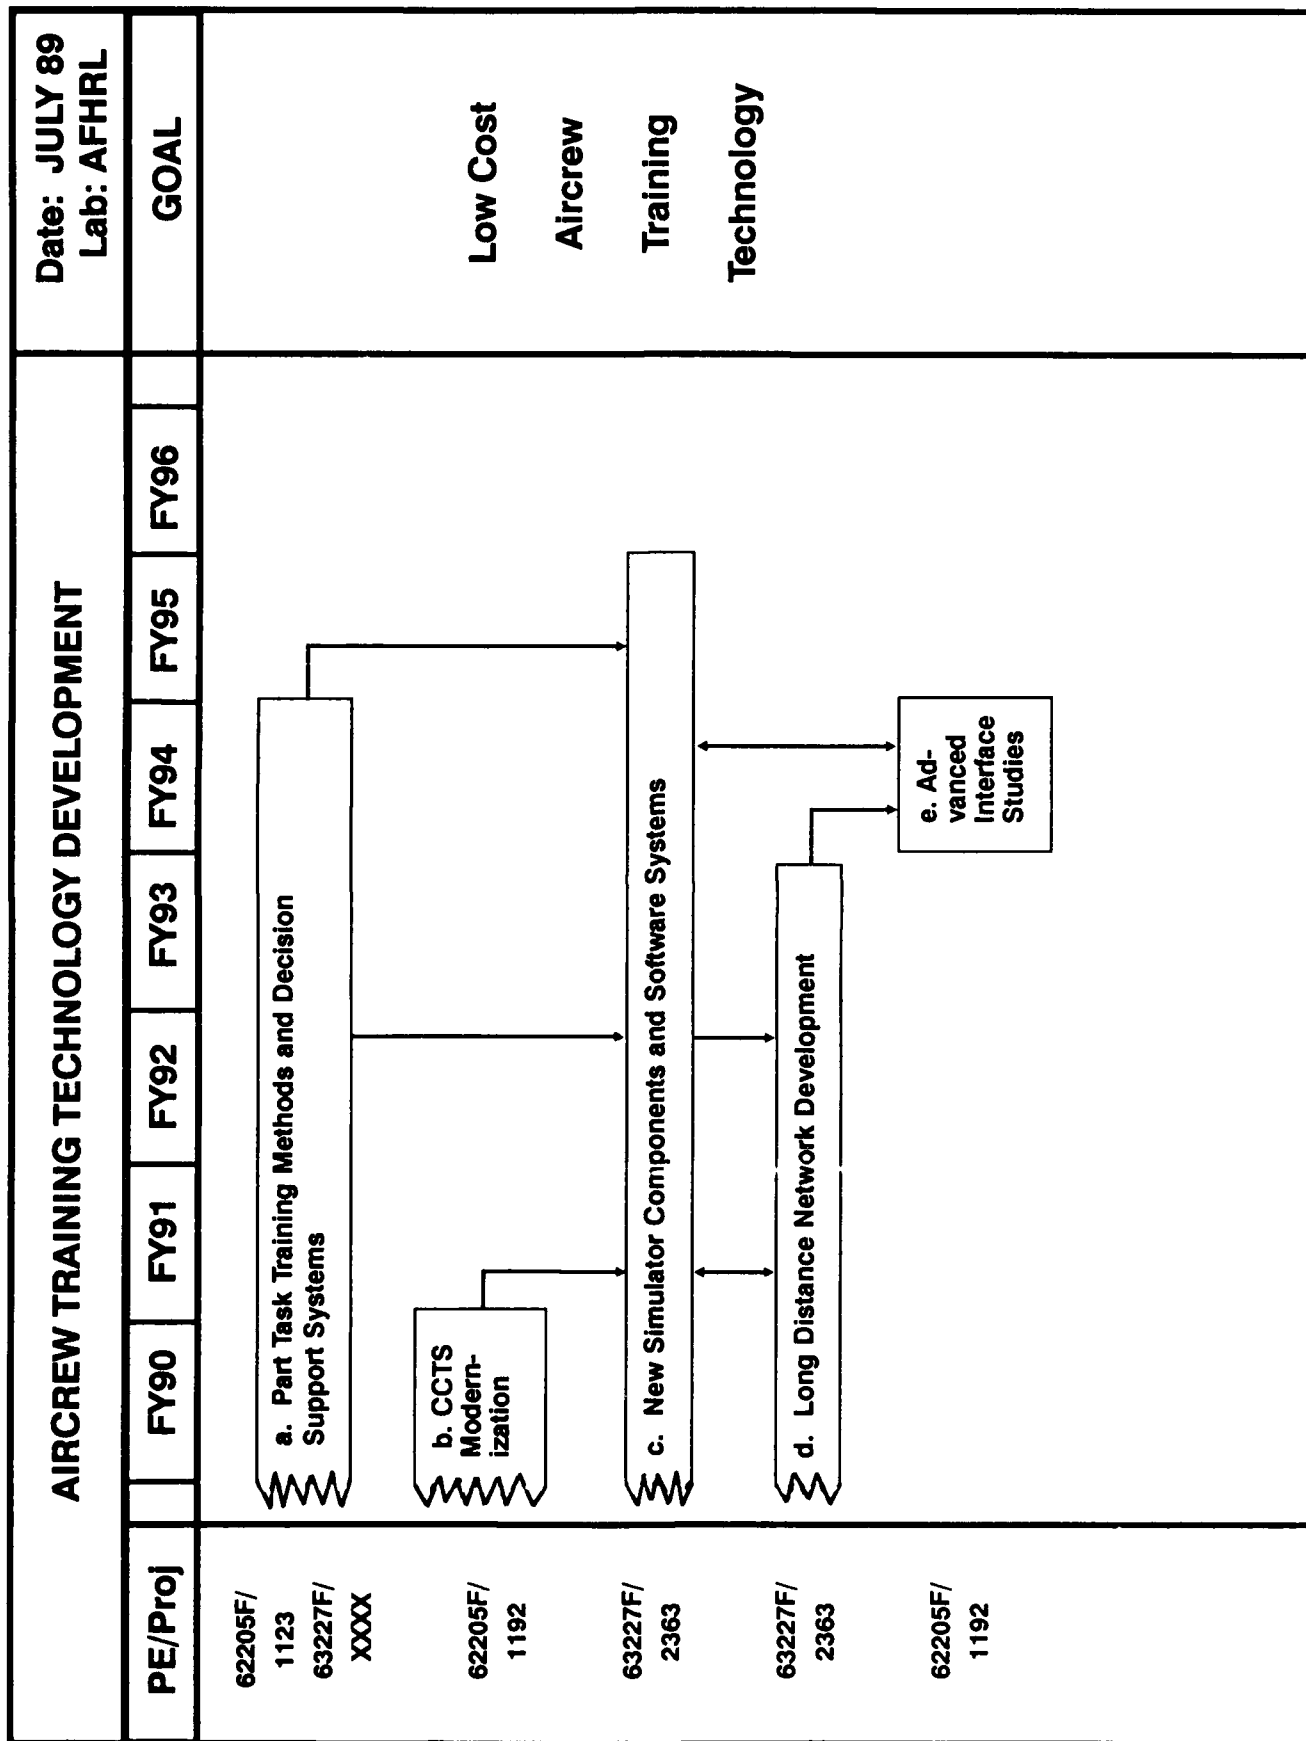 AIRCREW TRAINING TECHNOLOGY DEVELOPMENT
Date: JULY 89
Lab: AFHRL
PE/Proj
FY90
FY91
FY92
FY93
FY94
FY95
FY96
GOAL
62205F/
1123
63227F/
XXXX
a. Part Task Training Methods and Decision
Support Systems
62205F/
1192
b. CCTS
Modern-
ization
63227F/
2363
c. New Simulator Components and Software Systems
63227F/
2363
d. Long Distance Network Development
62205F/
1192
e. Ad-
vanced
Interface
Studies
Low Cost
Aircrew
Training
Technology